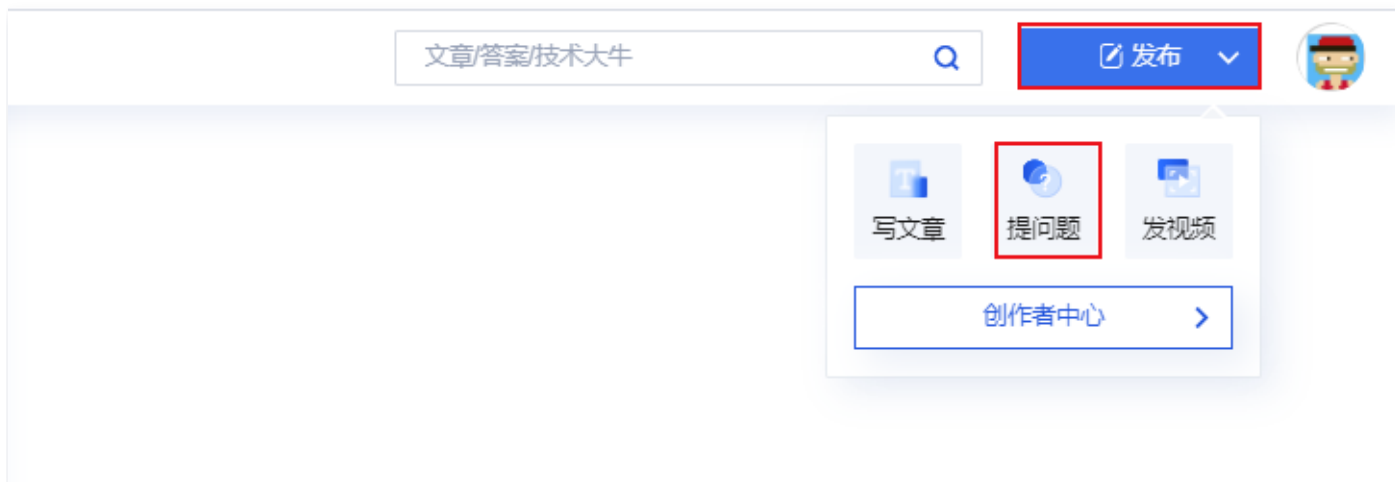 文章/答案/技术大牛
发布
写文章
提问题
发视频
创作者中心